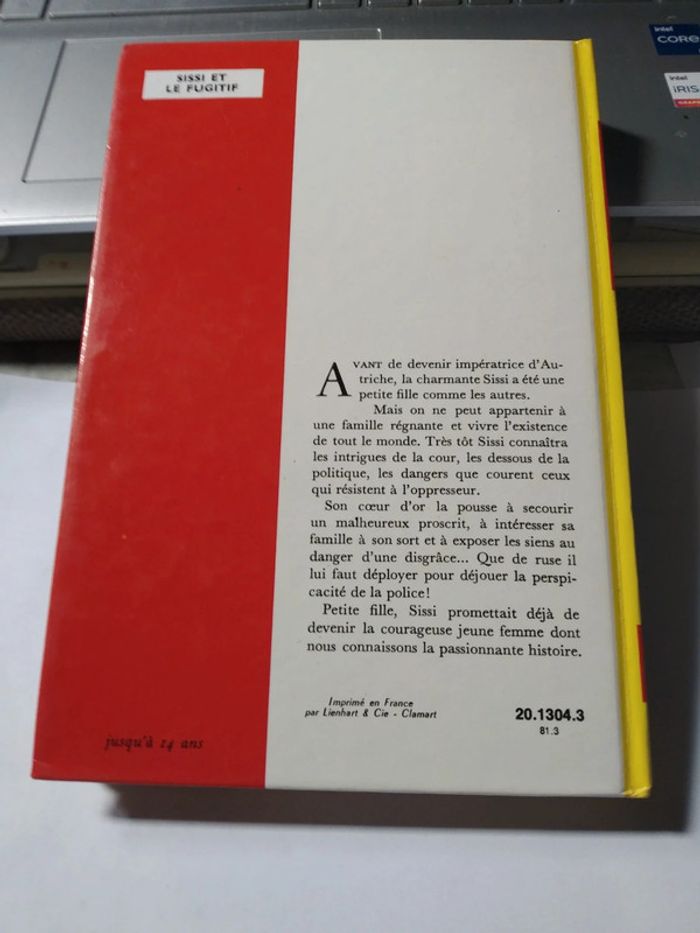 intel
CORE
intel
iRIS
SISSI ET
LE FUGITIF
AVANT de devenir impératrice d'Au-
triche, la charmante Sissi a été une
petite fille comme les autres.
Mais on ne peut appartenir à
une famille régnante et vivre l'existence
de tout le monde. Très tôt Sissi connaîtra
les intrigues de la cour, les dessous de la
politique, les dangers que courent ceux
qui résistent à l'oppresseur.
Son cœur d'or la pousse à secourir
un malheureux proscrit, à intéresser sa
famille à son sort et à exposer les siens au
danger d'une disgrâce... Que de ruse il
lui faut déployer pour déjouer la perspi-
cacité de la police!
Petite fille, Sissi promettait déjà de
devenir la courageuse jeune femme dont
nous connaissons la passionnante histoire.
Imprimé en France
par Lienhart & Cie - Clamart
20.1304.3
81.3
jusqu'à 14 ans